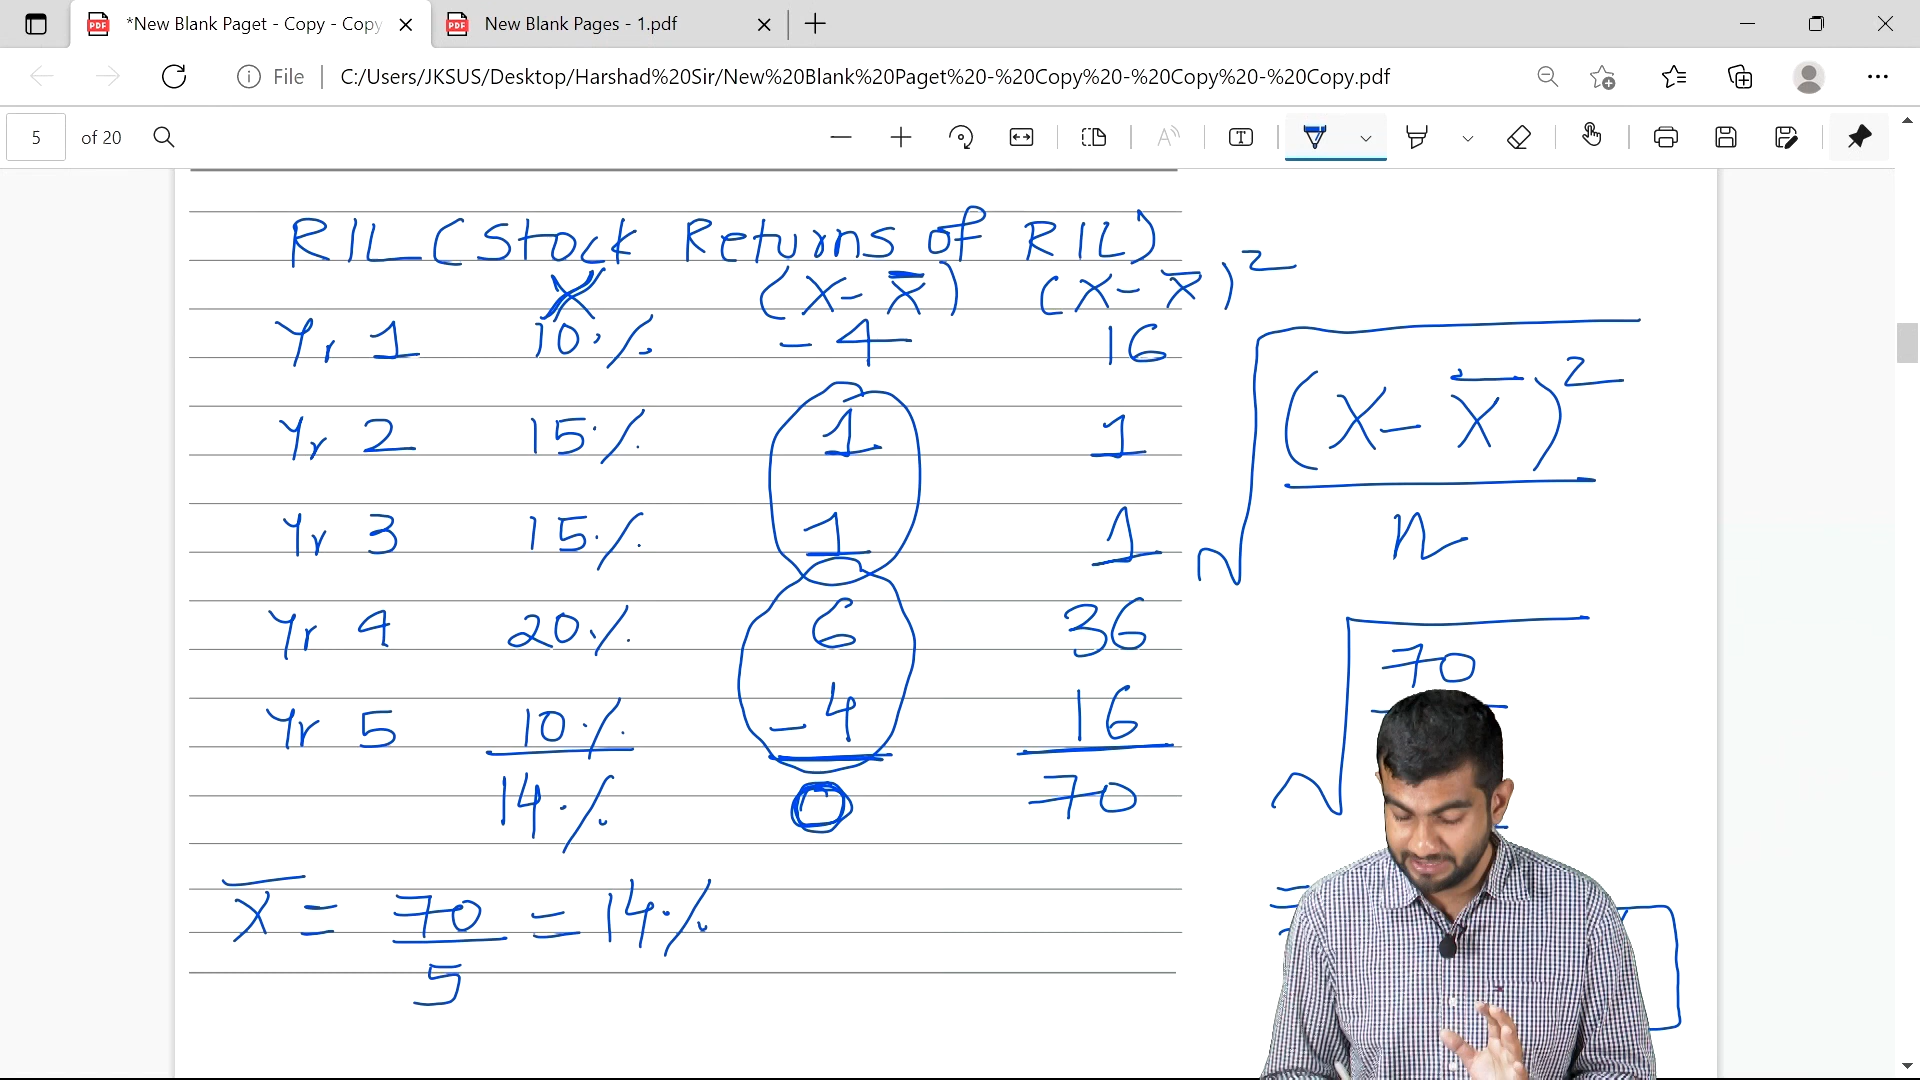 *New Blank Paget - Copy - Copy
New Blank Pages - 1.pdf
File
C:/Users/JKSUS/Desktop/Harshad%20Sir/New%20Blank%20Paget%20-%20Copy%20-%20Copy%20-%20Copy.pdf
5 of 20
RIL (Stock Returns of RIL)
X (X - X̅) (X - X̅)²
Yr 1 10% -4 16
Yr 2 15% 1 1
Yr 3 15% 1 1
Yr 4 20% 6 36
Yr 5 10% -4 16
14% 0 70
X̅ = 70/5 = 14%
√((X - X̅)²/n)
√70
=